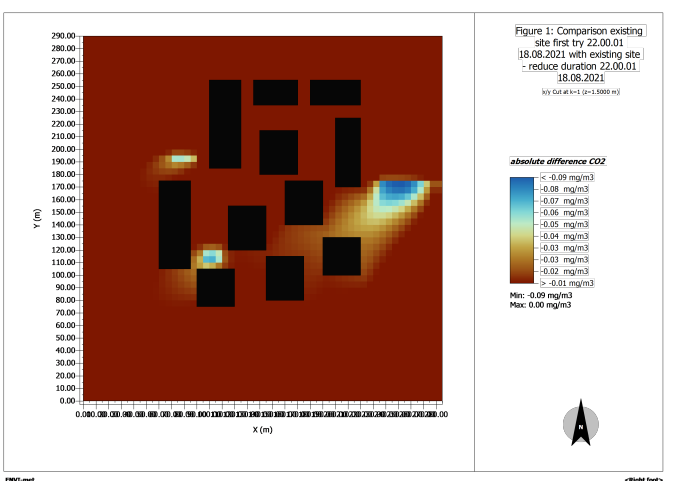 Figure 1: Comparison existing
site first try 22.00.01
18.08.2021 with existing site
- reduce duration 22.00.01
18.08.2021
x/y Cut at k=1 (z=1.5000 m)
290.00
280.00
270.00
260.00
250.00
240.00
230.00
220.00
210.00
200.00
190.00
180.00
170.00
160.00
150.00
140.00
130.00
120.00
110.00
100.00
90.00
80.00
70.00
60.00
50.00
40.00
30.00
20.00
10.00
0.00
Y (m)
X (m)
absolute difference CO2
< -0.09 mg/m3
-0.08 mg/m3
-0.07 mg/m3
-0.06 mg/m3
-0.05 mg/m3
-0.04 mg/m3
-0.03 mg/m3
-0.03 mg/m3
-0.02 mg/m3
> -0.01 mg/m3
Min: -0.09 mg/m3
Max: 0.00 mg/m3
N
ENVI-met
<Right foot>